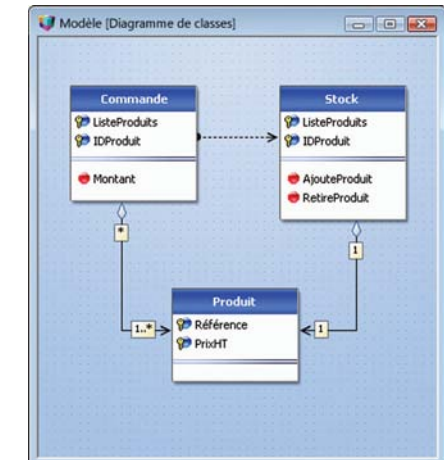 Modèle [Diagramme de classes]
Commande
ListeProduits
IDProduit
Montant
Stock
ListeProduits
IDProduit
AjouteProduit
RetireProduit
*
1
1..*
1
Produit
Référence
PrixHT